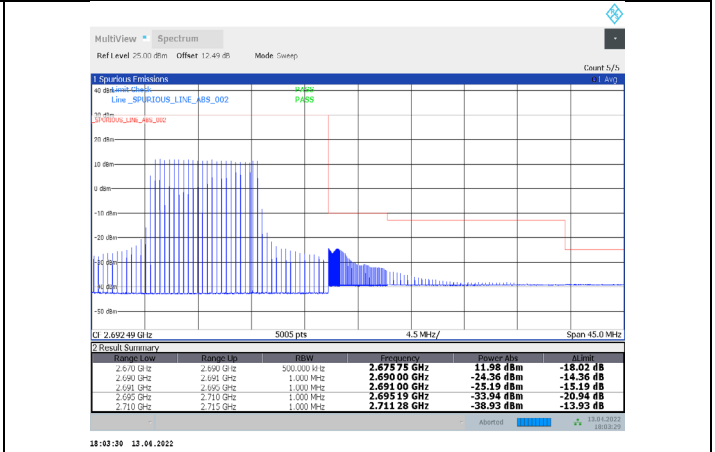 MultiView Spectrum
Ref Level 25.00 dBm Offset 12.49 dB Mode Sweep
Count 5/5
1 Spurious Emissions 1 Avg
40 dBm Limit Check PASS
Line _SPURIOUS_LINE_ABS_002 PASS
30 dBm
_SPURIOUS_LINE_ABS_002
20 dBm
10 dBm
0 dBm
-10 dBm
-20 dBm
-30 dBm
-40 dBm
-50 dBm
CF 2.692 49 GHz 5005 pts 4.5 MHz/ Span 45.0 MHz
2 Result Summary
Range Low Range Up RBW Frequency Power Abs ΔLimit
2.670 GHz 2.690 GHz 500.000 kHz 2.675 75 GHz 11.98 dBm -18.02 dB
2.690 GHz 2.691 GHz 1.000 MHz 2.690 00 GHz -24.36 dBm -14.36 dB
2.691 GHz 2.695 GHz 1.000 MHz 2.691 00 GHz -25.19 dBm -15.19 dB
2.695 GHz 2.710 GHz 1.000 MHz 2.695 19 GHz -33.94 dBm -20.94 dB
2.710 GHz 2.715 GHz 1.000 MHz 2.711 28 GHz -38.93 dBm -13.93 dB
Aborted 13.04.2022
18:03:29
18:03:30 13.04.2022